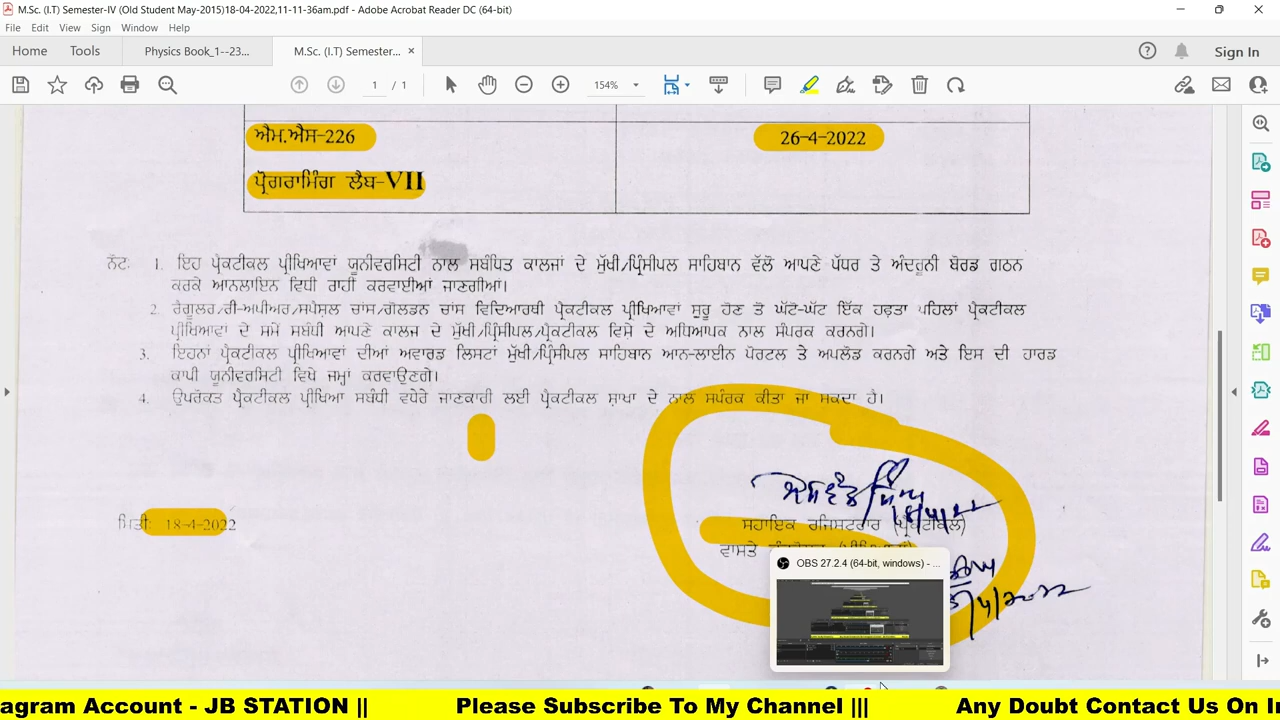 M.Sc. (I.T) Semester-IV (Old Student May-2015)18-04-2022,11-11-36am.pdf - Adobe Acrobat Reader DC (64-bit)
File Edit View Sign Window Help
Home Tools Physics Book_1--23... M.Sc. (I.T) Semester... × Sign In
1 / 1 154%
ਐਮ.ਐਸ-226 26-4-2022
ਪ੍ਰੋਗਰਾਮਿੰਗ ਲੈਬ-VII
ਨੋਟ: 1. ਇਹ ਪ੍ਰੈਕਟੀਕਲ ਪ੍ਰੀਖਿਆਵਾਂ ਯੂਨੀਵਰਸਿਟੀ ਨਾਲ ਸਬੰਧਿਤ ਕਾਲਜਾਂ ਦੇ ਮੁੱਖੀ/ਪ੍ਰਿੰਸੀਪਲ ਸਾਹਿਬਾਨ ਵੱਲੋਂ ਆਪਣੇ ਪੱਧਰ ਤੇ ਅੰਦਰੂਨੀ ਬੋਰਡ ਗਠਨ
ਕਰਕੇ ਆਨਲਾਇਨ ਵਿਧੀ ਰਾਹੀ ਕਰਵਾਈਆਂ ਜਾਣਗੀਆਂ।
2. ਰੈਗੂਲਰ/ਰੀ-ਅਪੀਅਰ/ਸਪੈਸ਼ਲ ਚਾਂਸ/ਗੋਲਡਨ ਚਾਂਸ ਵਿਦਿਆਰਥੀ ਪ੍ਰੈਕਟੀਕਲ ਪ੍ਰੀਖਿਆਵਾਂ ਸ਼ੁਰੂ ਹੋਣ ਤੋਂ ਘੱਟੋ-ਘੱਟ ਇੱਕ ਹਫ਼ਤਾ ਪਹਿਲਾਂ ਪ੍ਰੈਕਟੀਕਲ
ਪ੍ਰੀਖਿਆਵਾਂ ਦੇ ਸਮੇਂ ਸਬੰਧੀ ਆਪਣੇ ਕਾਲਜ ਦੇ ਮੁੱਖੀ/ਪ੍ਰਿੰਸੀਪਲ/ਪ੍ਰੈਕਟੀਕਲ ਵਿਸ਼ੇ ਦੇ ਅਧਿਆਪਕ ਨਾਲ ਸੰਪਰਕ ਕਰਨਗੇ।
3. ਇਹਨਾਂ ਪ੍ਰੈਕਟੀਕਲ ਪ੍ਰੀਖਿਆਵਾਂ ਦੀਆਂ ਅਵਾਰਡ ਲਿਸਟਾਂ ਮੁੱਖੀ/ਪ੍ਰਿੰਸੀਪਲ ਸਾਹਿਬਾਨ ਆਨ-ਲਾਈਨ ਪੋਰਟਲ ਤੇ ਅਪਲੋਡ ਕਰਨਗੇ ਅਤੇ ਇਸ ਦੀ ਹਾਰਡ
ਕਾਪੀ ਯੂਨੀਵਰਸਿਟੀ ਵਿਖੇ ਜਮ੍ਹਾਂ ਕਰਵਾਉਣਗੇ।
4. ਉਪਰੋਕਤ ਪ੍ਰੈਕਟੀਕਲ ਪ੍ਰੀਖਿਆ ਸਬੰਧੀ ਵਧੇਰੇ ਜਾਣਕਾਰੀ ਲਈ ਪ੍ਰੈਕਟੀਕਲ ਸ਼ਾਖਾ ਦੇ ਨਾਲ ਸਪੰਰਕ ਕੀਤਾ ਜਾ ਸਕਦਾ ਹੈ।
ਮਿਤੀ: 18-4-2022 ਸਹਾਇਕ ਰਜਿਸਟਰਾਰ (ਪ੍ਰੈਕਟੀਕਲ)
ਵਾਸਤੇ
OBS 27.2.4 (64-bit, windows) - ...
agram Account - JB STATION || Please Subscribe To My Channel ||| Any Doubt Contact Us On In